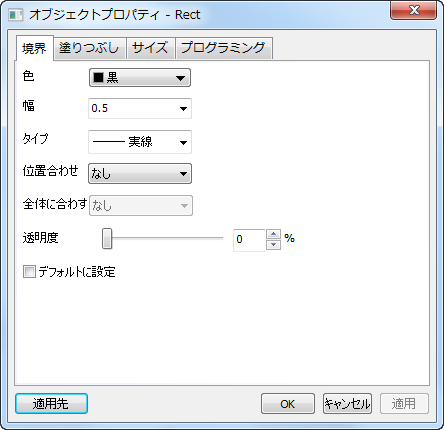 オブジェクトプロパティ - Rect
境界 塗りつぶし サイズ プログラミング
色 黒
幅 0.5
タイプ 実線
位置合わせ なし
全体に合わす なし
透明度 0 %
デフォルトに設定
適用先 OK キャンセル 適用